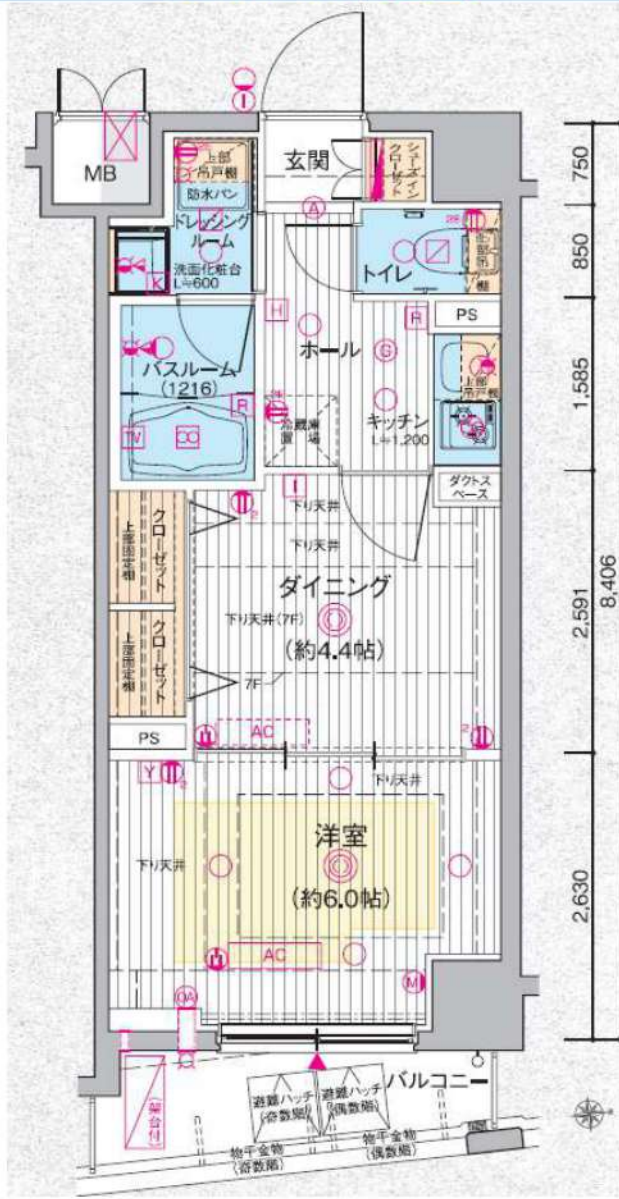 MB
上部
吊戸棚
防水パン
ドレッシング
ルーム
洗面化粧台
L≒600
玄関
シューズイン
クローゼット
A
トイレ
28
上部吊
戸棚
PS
K
H
R
ホール
G
バスルーム
(1216)
R
TV
冷蔵庫
置場
キッチン
L≒1,200
上部
吊戸棚
ダクトス
ペース
I
2
下り天井
下り天井
クローゼット
上部固定棚
クローゼット
上部固定棚
ダイニング
下り天井(7F)
(約4.4帖)
7F
PS
AC
2
Y
2
下り天井
下り天井
洋室
(約6.0帖)
AC
M
OA
(架台付)
避難ハッチ
(奇数階)
避難ハッチ
(偶数階)
バルコニー
物干金物
(奇数階)
物干金物
(偶数階)
750
850
1,585
2,591
2,630
8,406